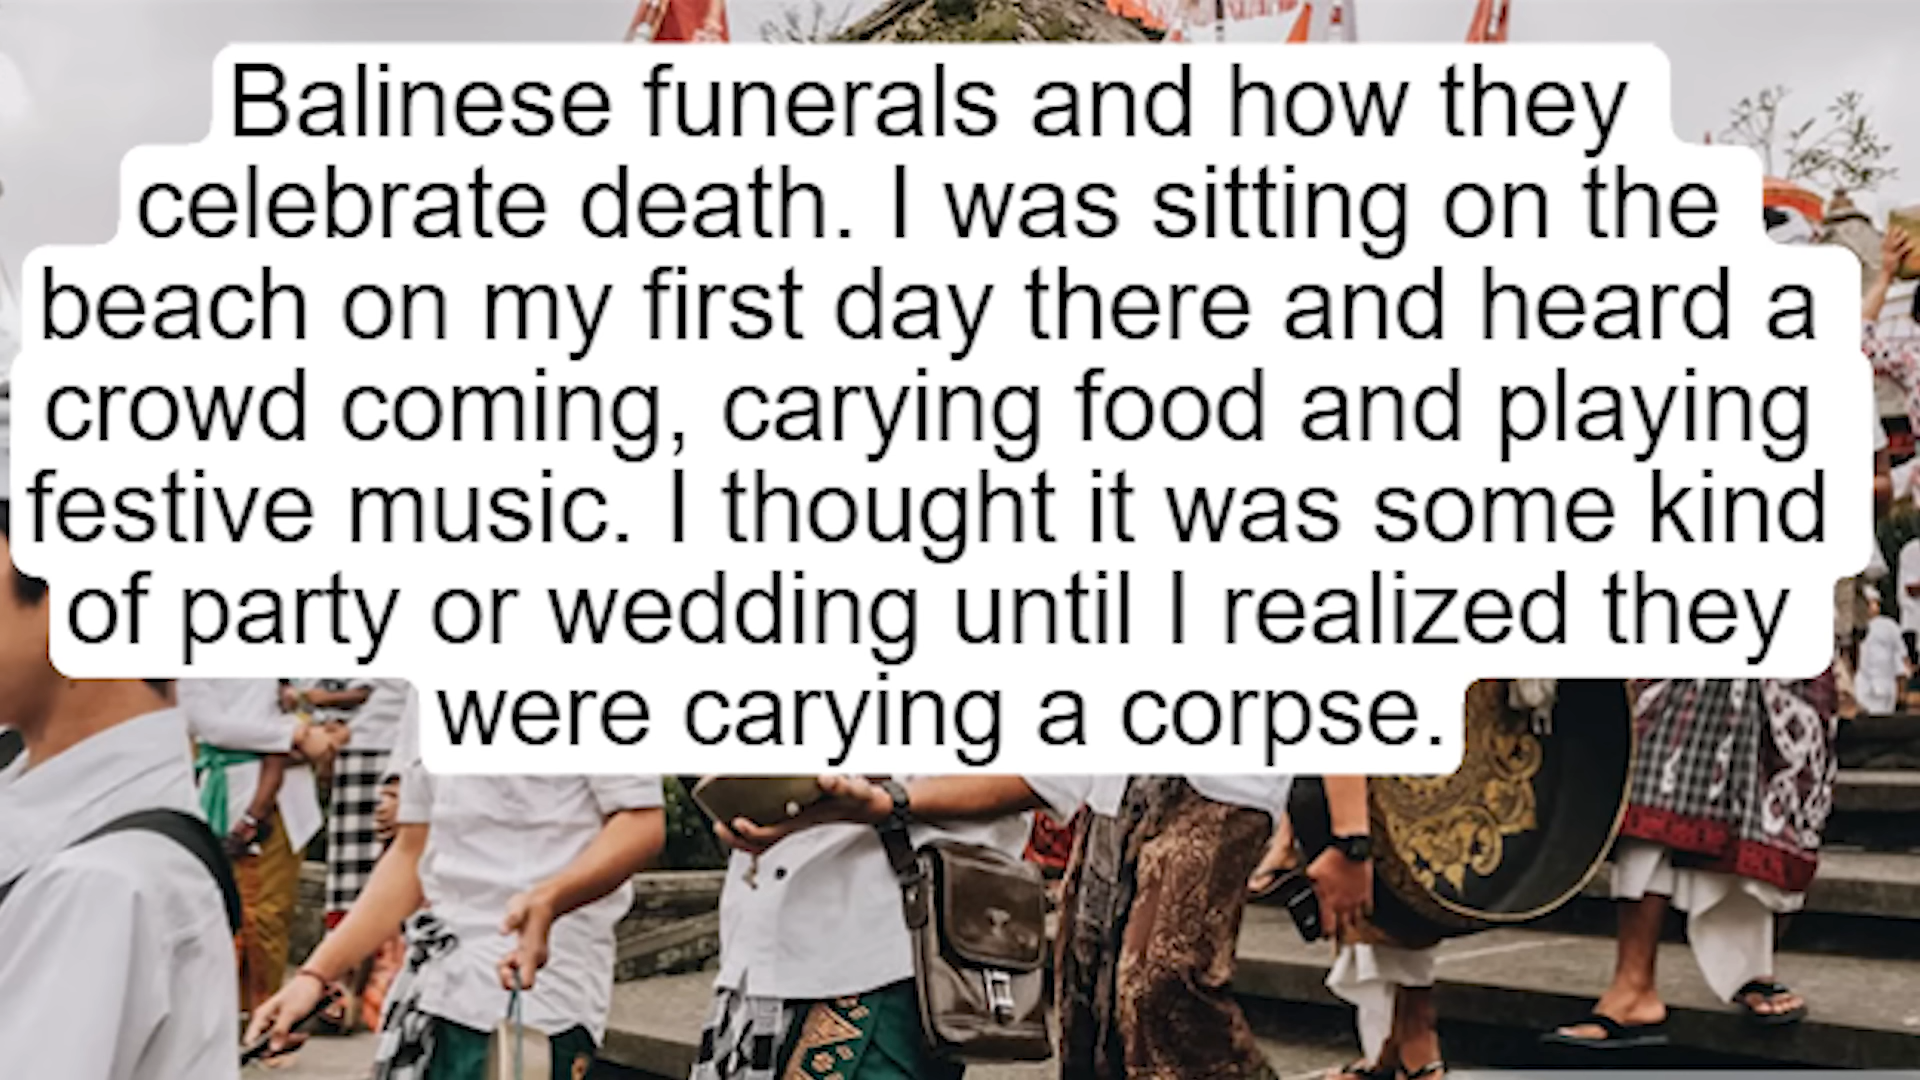 Balinese funerals and how they
celebrate death. I was sitting on the
beach on my first day there and heard a
crowd coming, carying food and playing
festive music. I thought it was some kind
of party or wedding until I realized they
were carying a corpse.